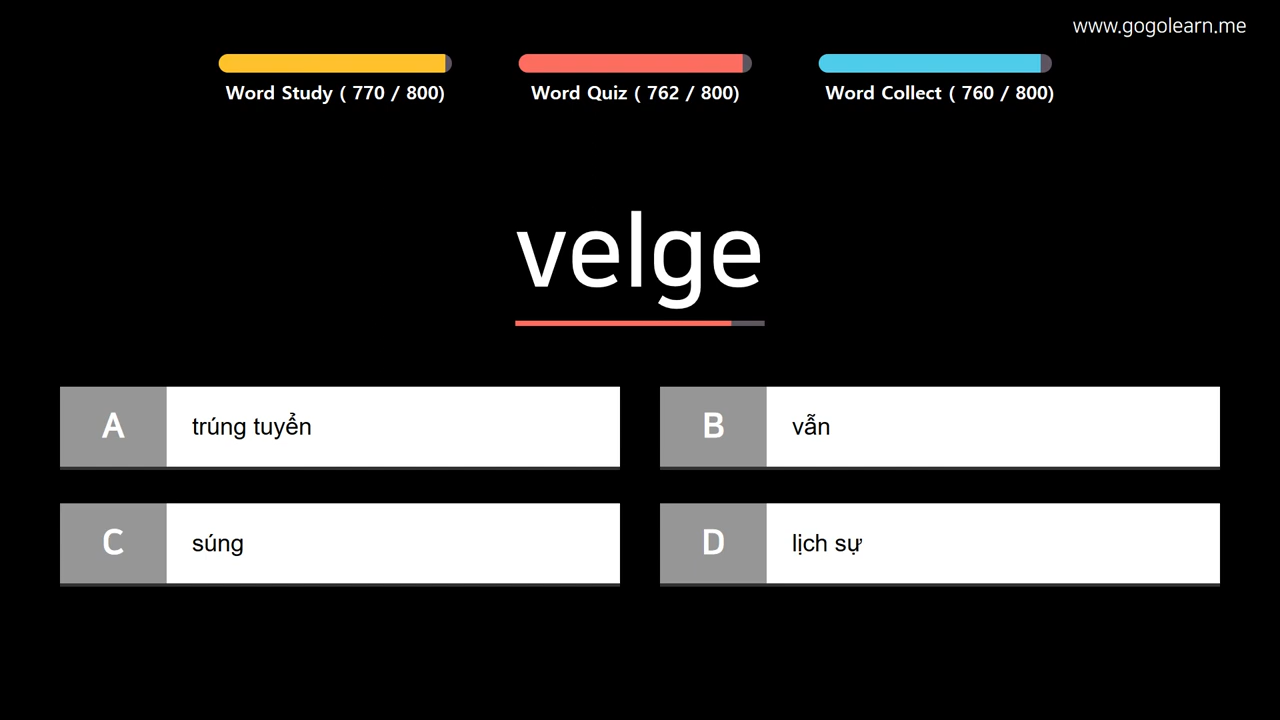 www.gogolearn.me
Word Study ( 770 / 800)
Word Quiz ( 762 / 800)
Word Collect ( 760 / 800)
velge
A trúng tuyển
B vẫn
C súng
D lịch sự